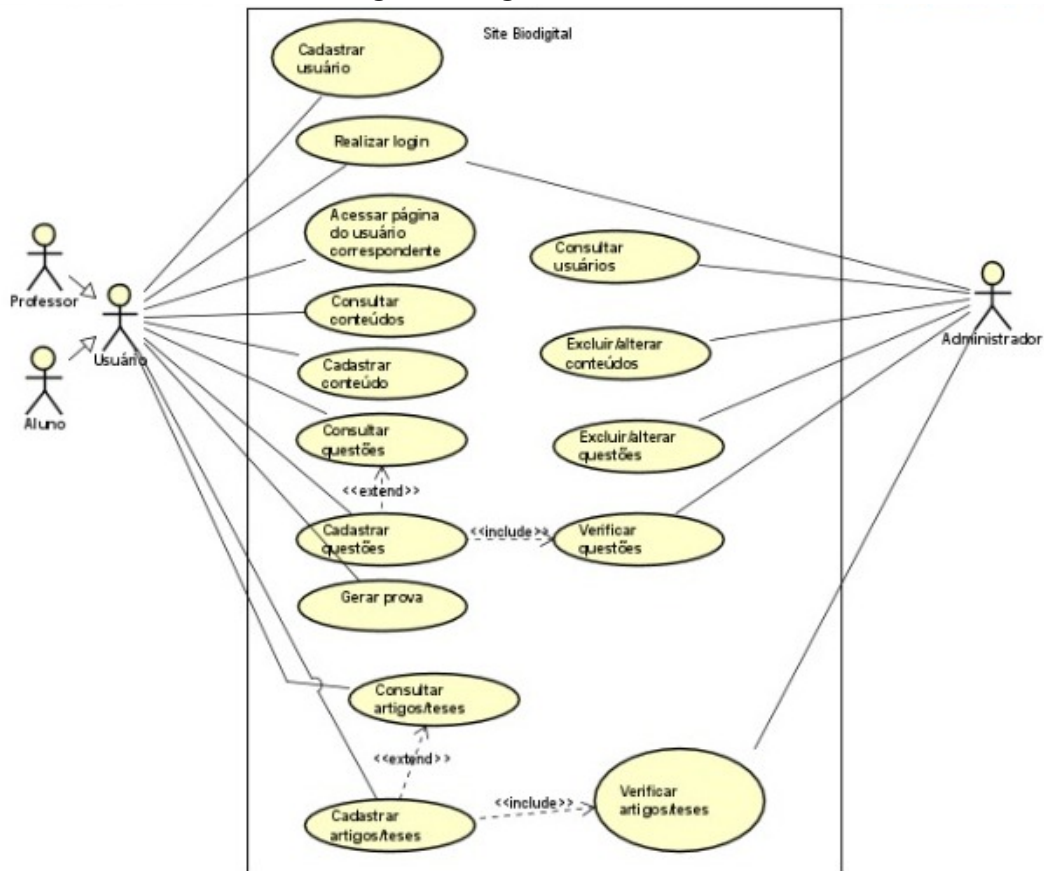 Site Biodigital
Cadastrar
usuário
Realizar login
Acessar página
do usuário
correspondente
Consultar
usuários
Professor
Consultar
conteúdos
Administrador
Usuário
Excluir/alterar
conteúdos
Cadastrar
conteúdo
Aluno
Consultar
questões
Excluir/alterar
questões
<<extend>>
Cadastrar
questões
<<include>>
Verificar
questões
Gerar prova
Consultar
artigos/teses
<<extend>>
Cadastrar
artigos/teses
<<include>>
Verificar
artigos/teses